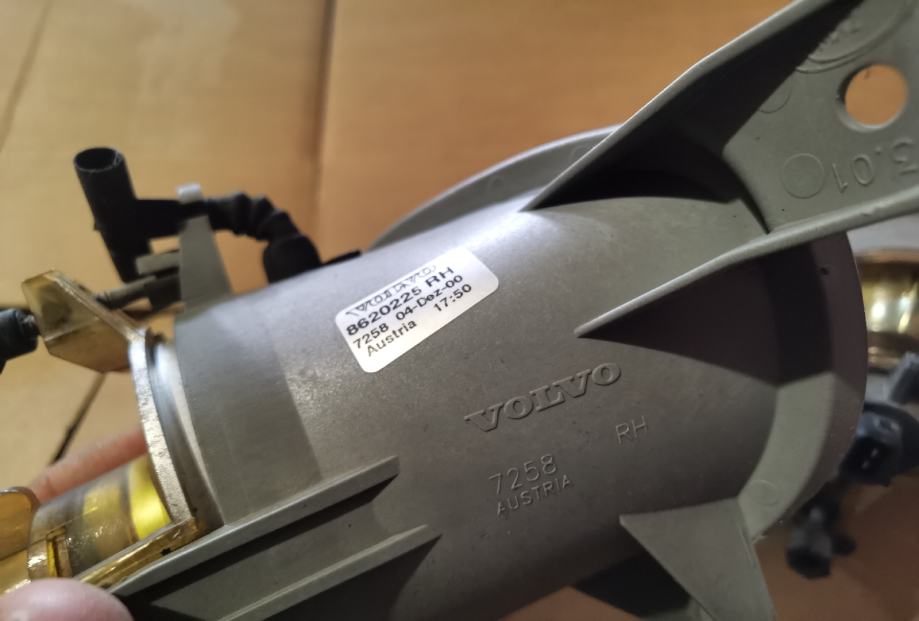 VOLVO
8620225 RH
7258 04-Dez-00
Austria 17:50
VOLVO
RH
7258
AUSTRIA